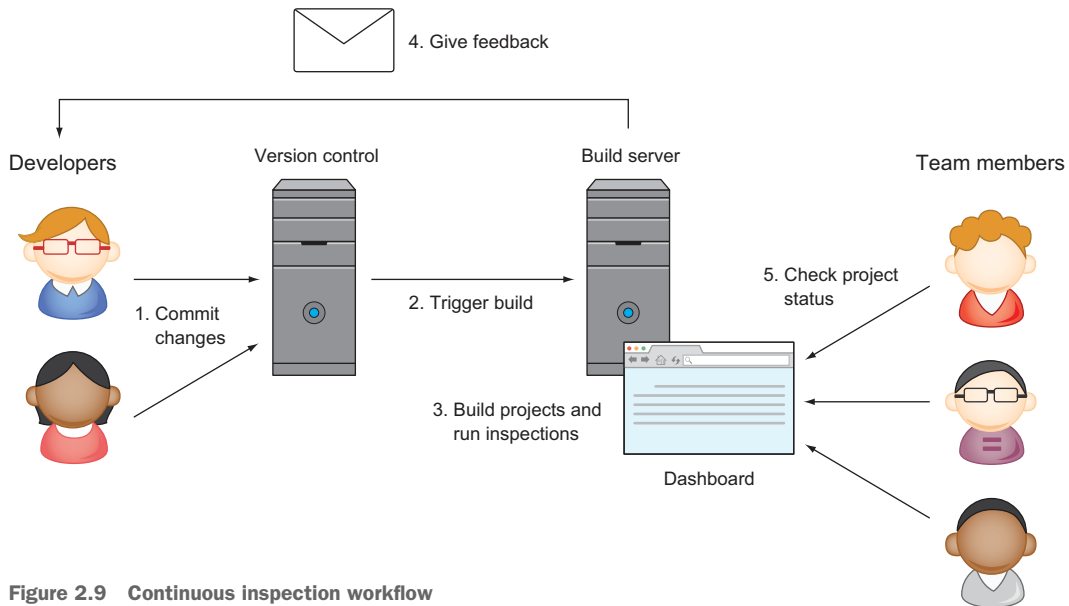 4. Give feedback
Developers
Version control
Build server
Team members
1. Commit
changes
2. Trigger build
5. Check project
status
3. Build projects and
run inspections
Dashboard
Figure 2.9 Continuous inspection workflow